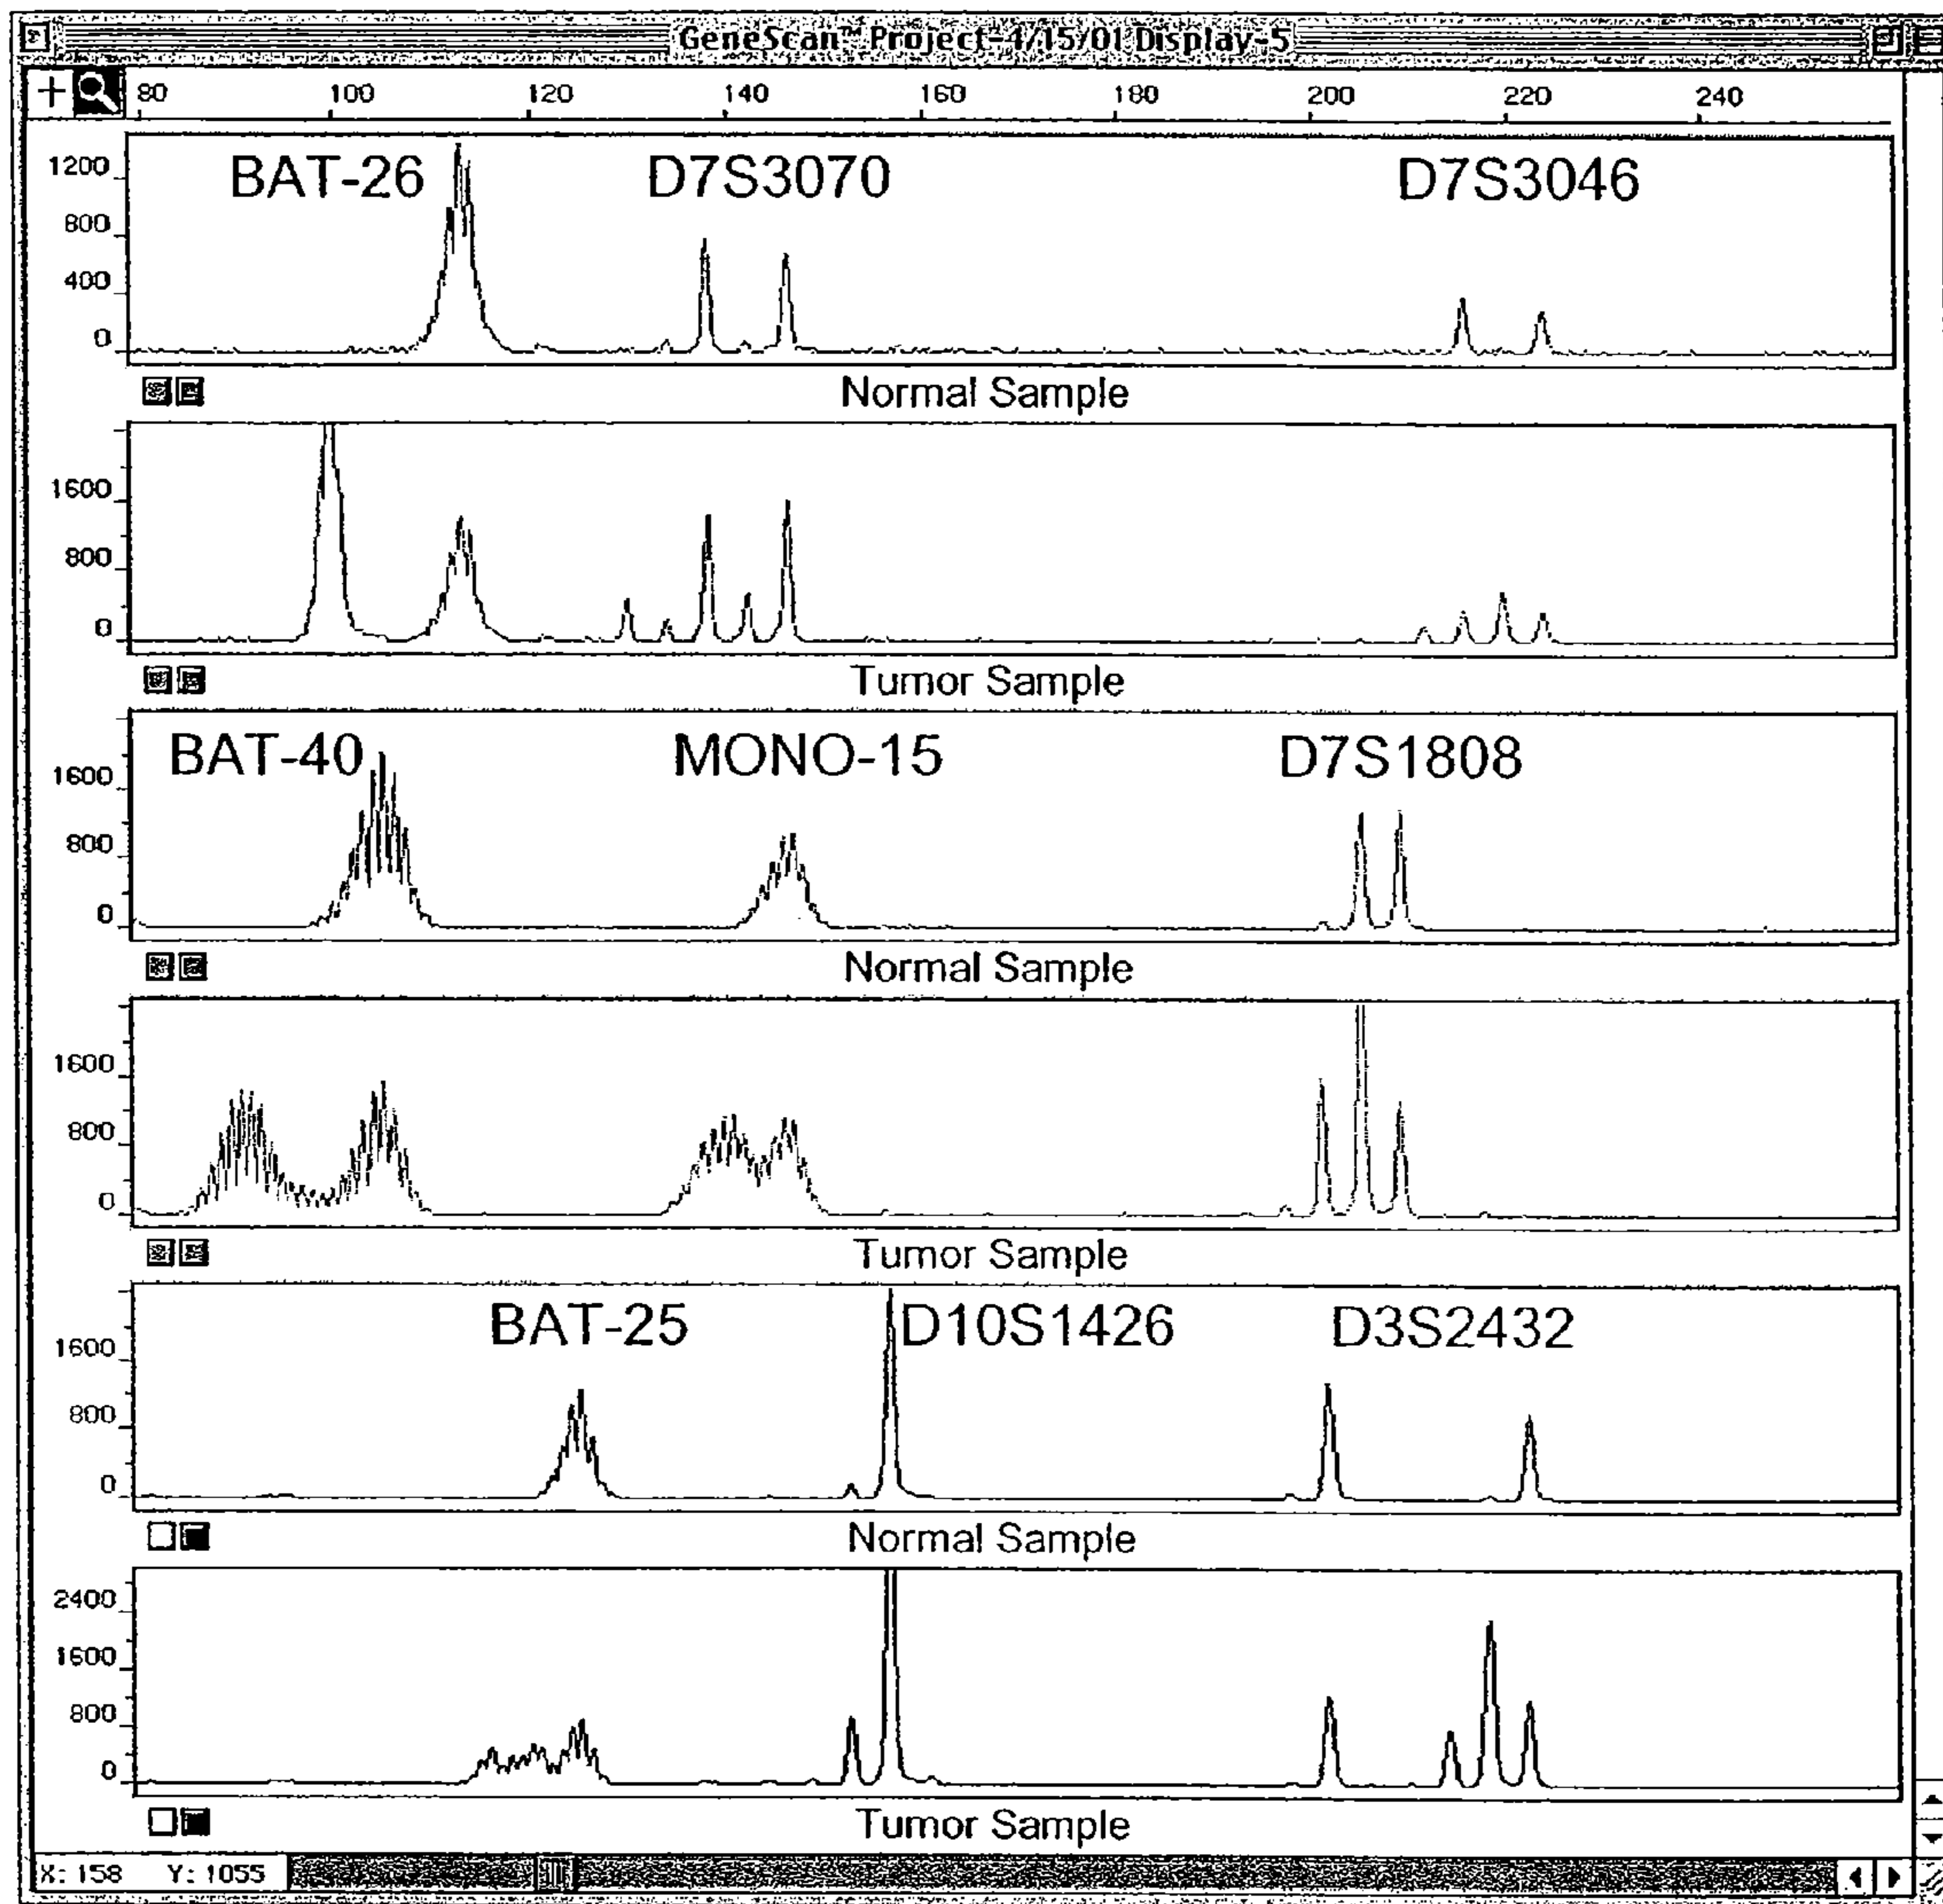 GeneScan™ Project-4/15/01 Display-5
80 100 120 140 160 180 200 220 240
BAT-26 D7S3070 D7S3046
1200
800
400
0
Normal Sample
1600
800
0
Tumor Sample
BAT-40 MONO-15 D7S1808
1600
800
0
Normal Sample
1600
800
0
Tumor Sample
BAT-25 D10S1426 D3S2432
1600
800
0
Normal Sample
2400
1600
800
0
Tumor Sample
X: 158 Y: 1055